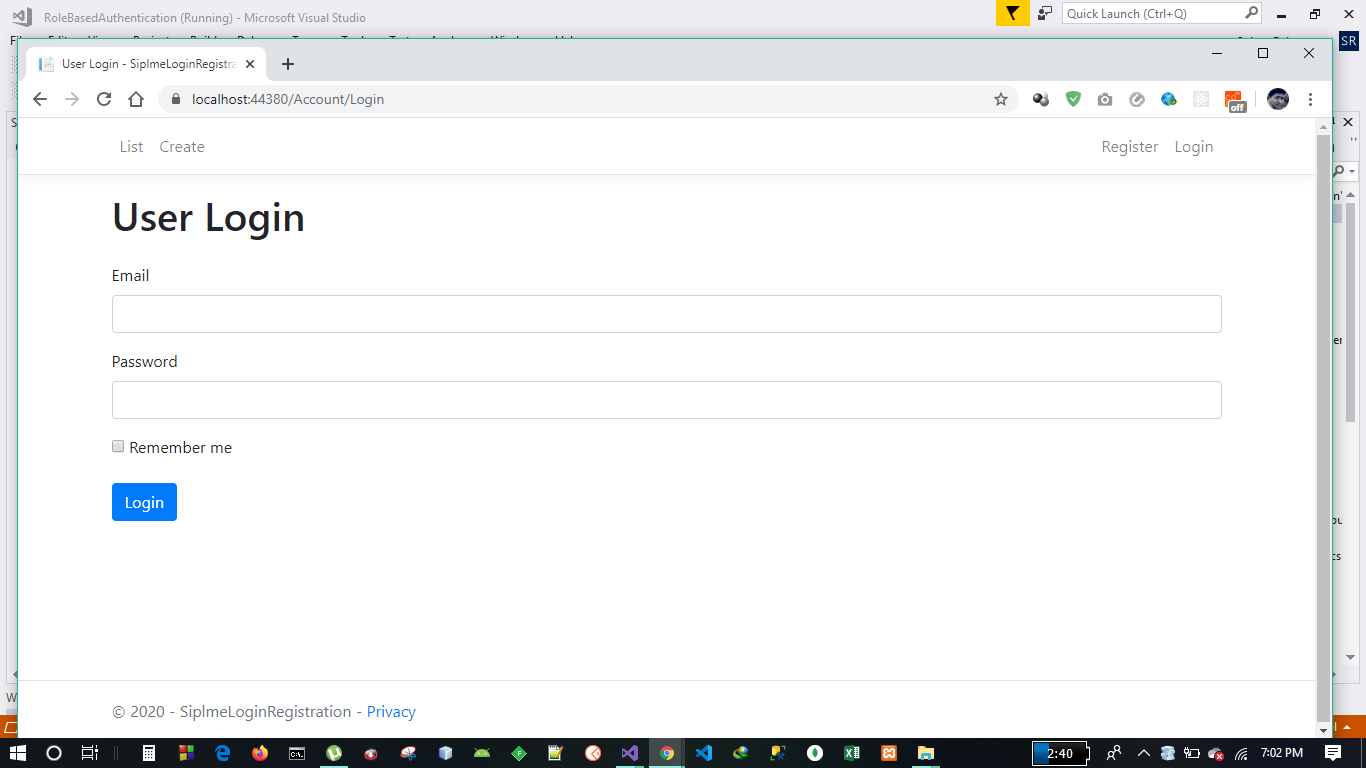 RoleBasedAuthentication (Running) - Microsoft Visual Studio
Quick Launch (Ctrl+Q)
SR
User Login - SiplmeLoginRegistra
localhost:44380/Account/Login
off
List Create Register Login
User Login
Email
Password
Remember me
Login
© 2020 - SiplmeLoginRegistration - Privacy
2:40
7:02 PM